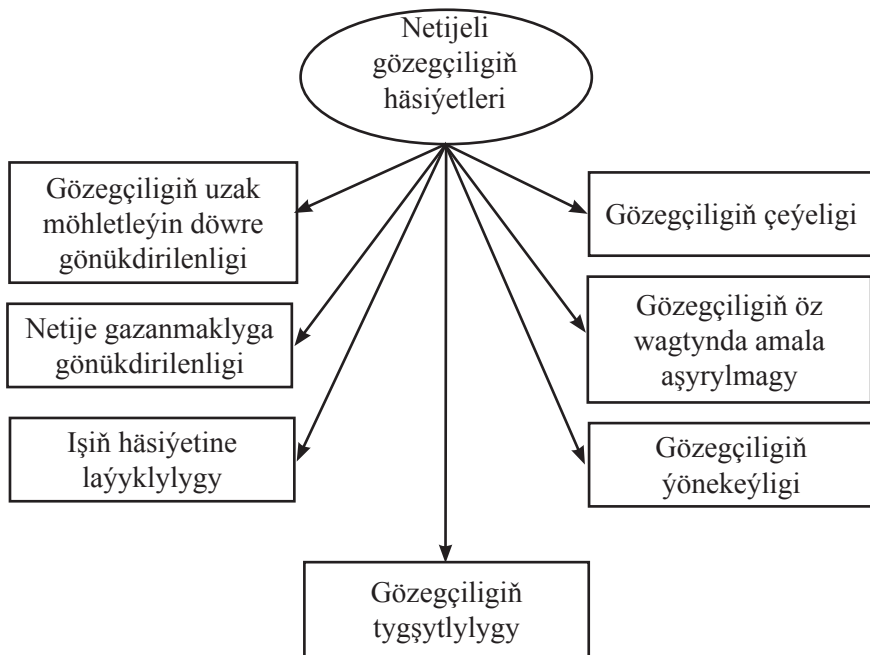 Netijeli
gözegçiligiň
häsiýetleri
Gözegçiligiň uzak
möhletleýin döwre
gönükdirilenligi
Netije gazanmaklyga
gönükdirilenligi
Işiň häsiýetine
laýyklylygy
Gözegçiligiň
tygşytlylygy
Gözegçiligiň çeýeligi
Gözegçiligiň öz
wagtynda amala
aşyrylmagy
Gözegçiligiň
ýönekeýligi